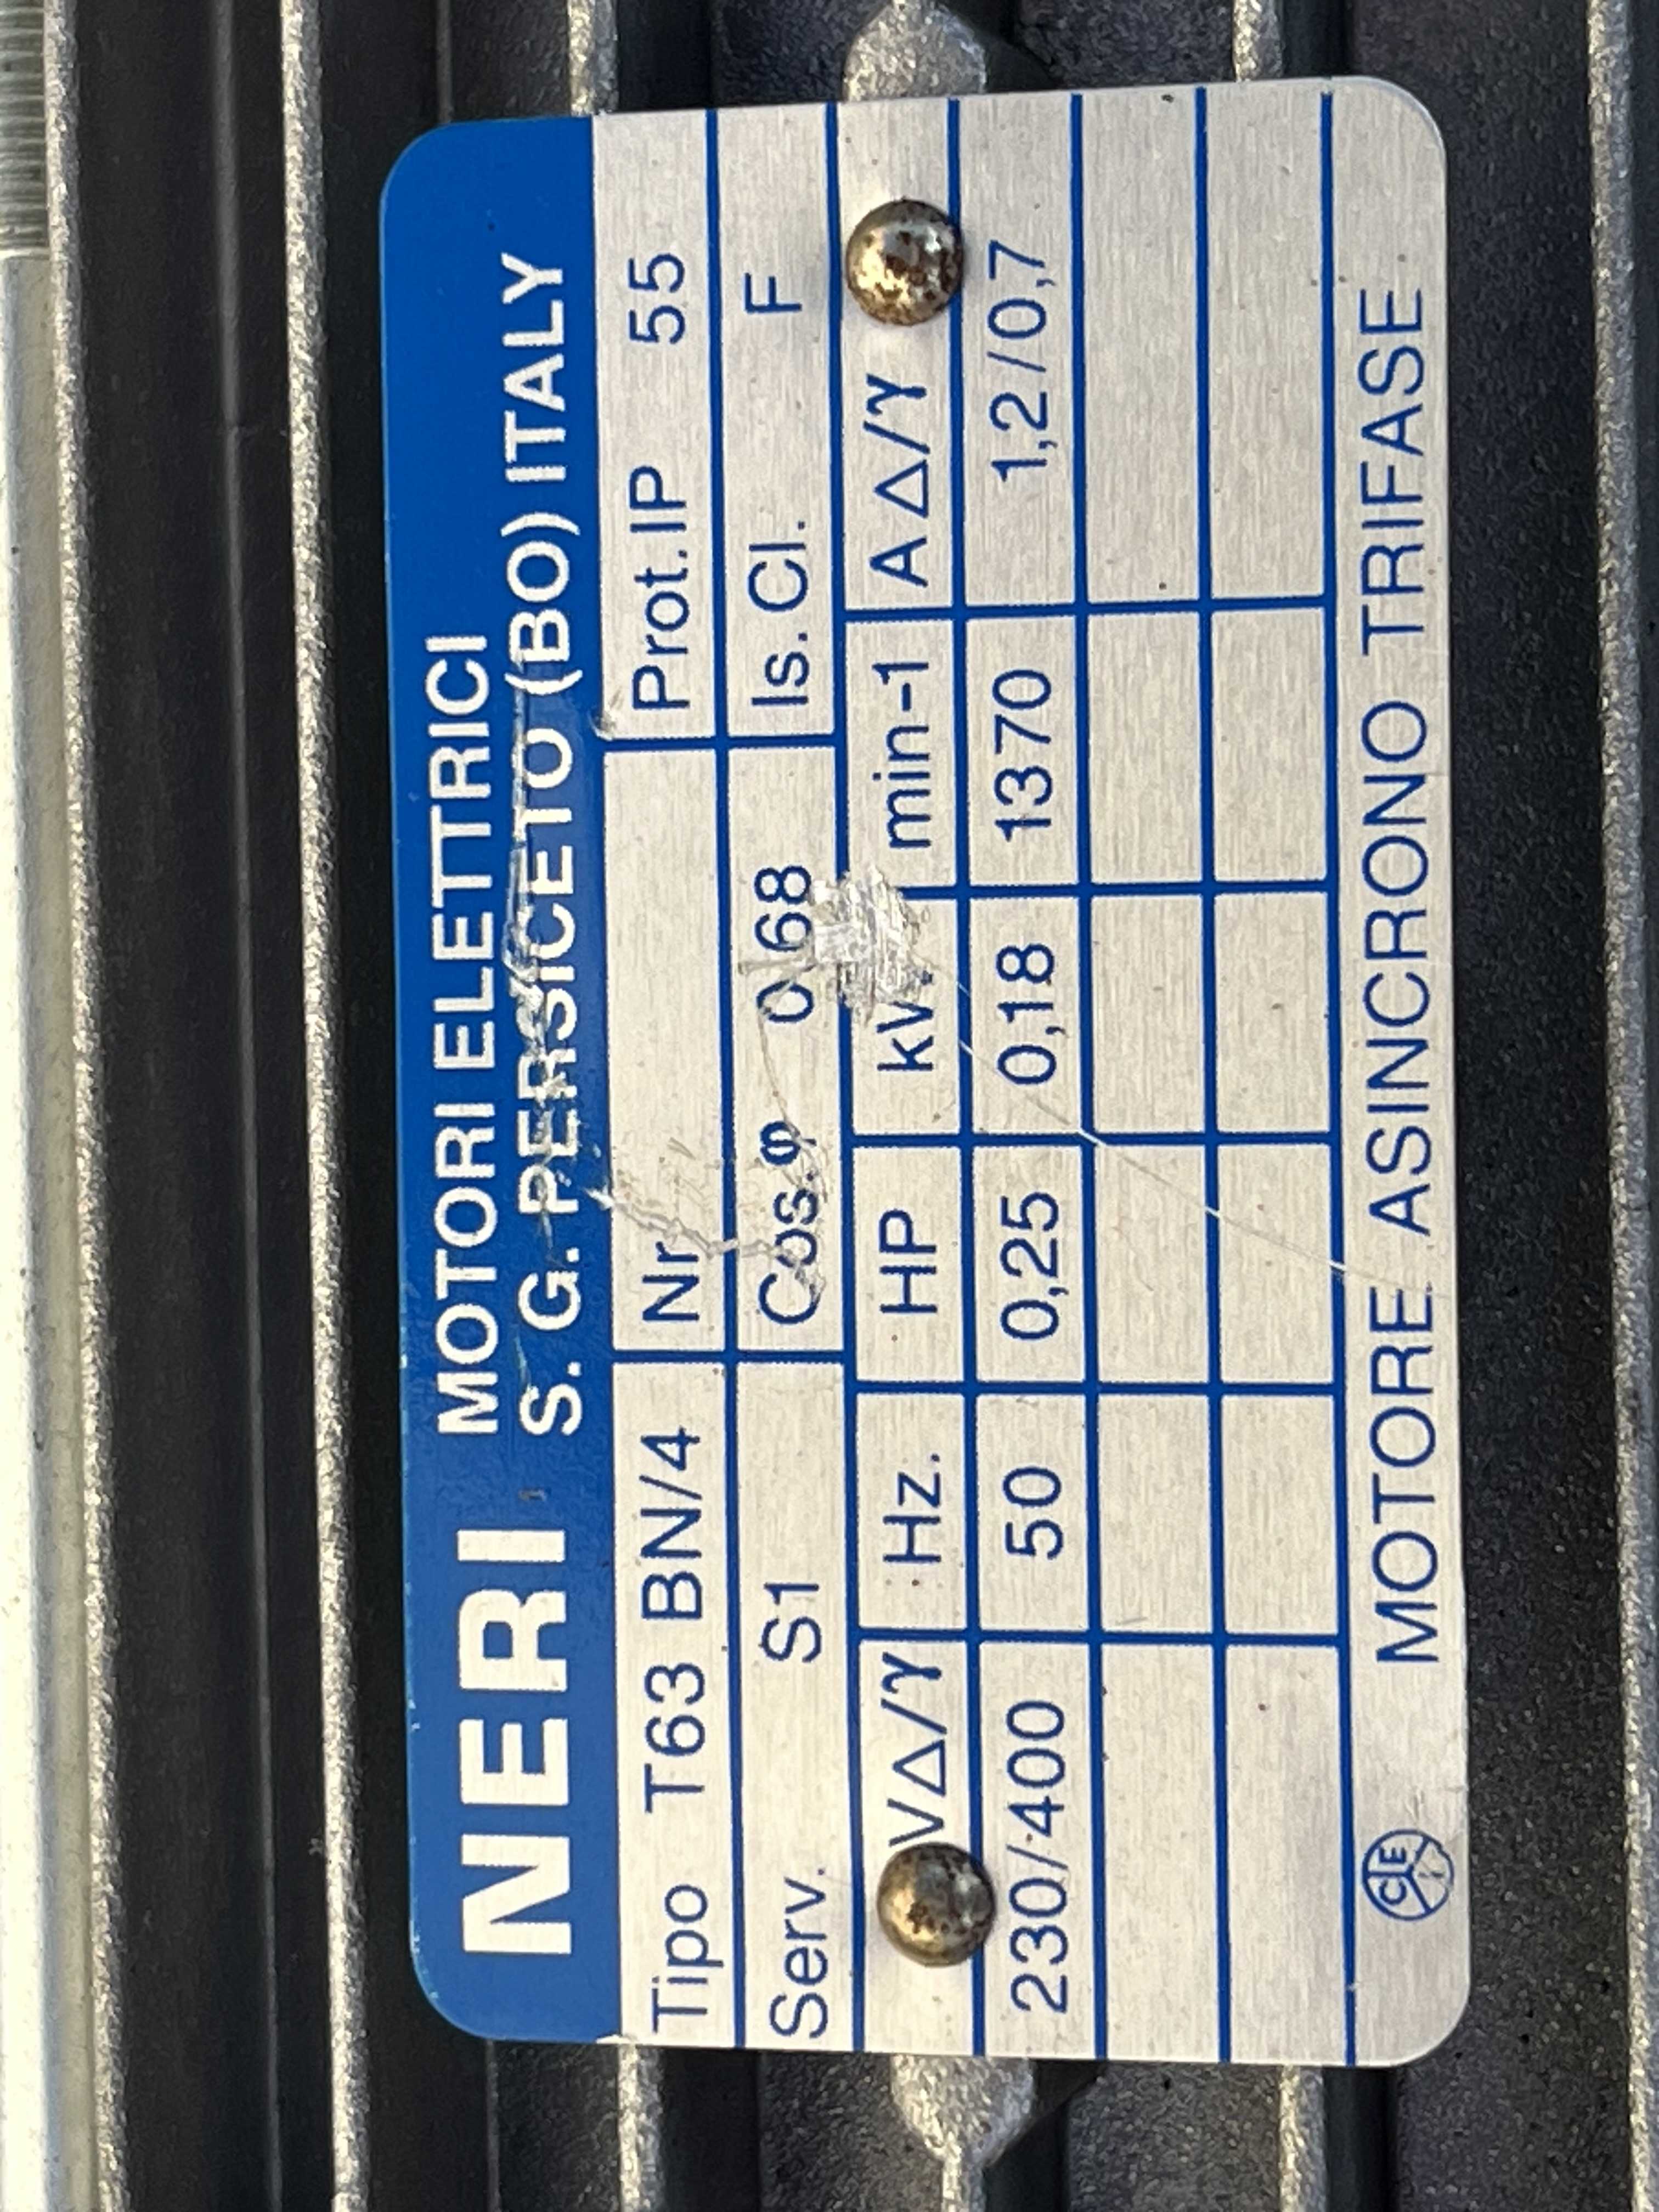 NERI MOTORI ELETTRICI
S. G. PERSICETO (BO) ITALY
Tipo T63 BN/4 Nr Prot.IP 55
Serv. S1 Cos.φ 0,68 Is.Cl. F
VΔ/γ Hz. HP kW min-1 A Δ/γ
230/400 50 0,25 0,18 1370 1,2/0,7
CE MOTORE ASINCRONO TRIFASE